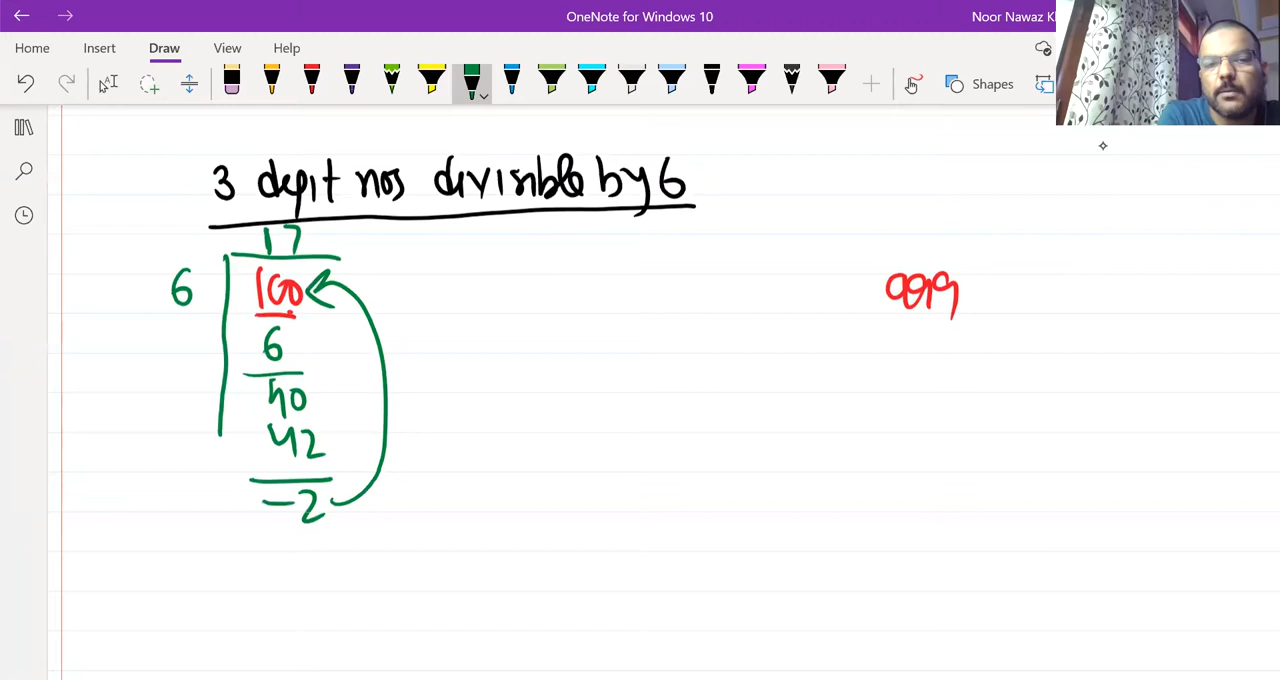 OneNote for Windows 10
Noor Nawaz Kh
Home Insert Draw View Help
Shapes
3 digit nos divisible by 6
17
6 100
6
40
42
-2
999